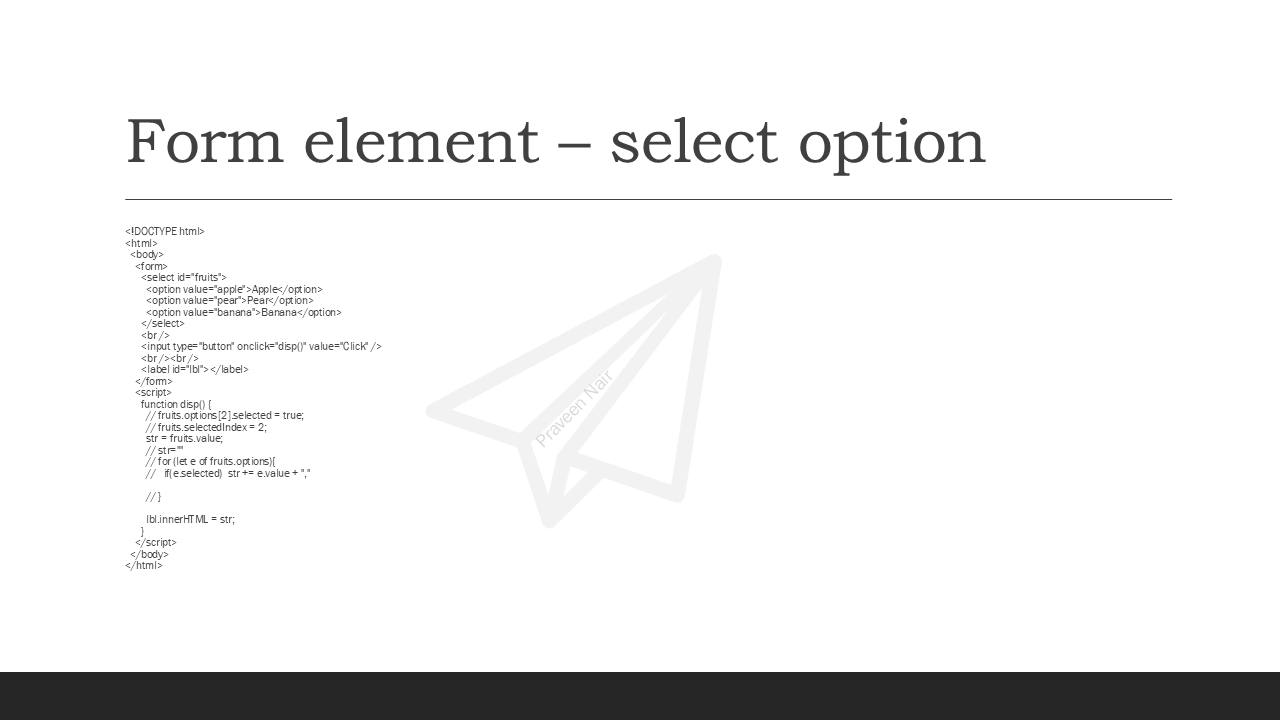 Form element – select option
<!DOCTYPE html>
<html>
  <body>
    <form>
      <select id="fruits">
        <option value="apple">Apple</option>
        <option value="pear">Pear</option>
        <option value="banana">Banana</option>
      </select>
      <br />
      <input type="button" onclick="disp()" value="Click" />
      <br /><br />
      <label id="lbl"></label>
    </form>
    <script>
      function disp() {
        // fruits.options[2].selected = true;
        // fruits.selectedIndex = 2;
        str = fruits.value;
        // str=""
        // for (let e of fruits.options){
        //   if(e.selected)  str += e.value + ","
        // }
        lbl.innerHTML = str;
      }
    </script>
  </body>
</html>
Praveen Nair